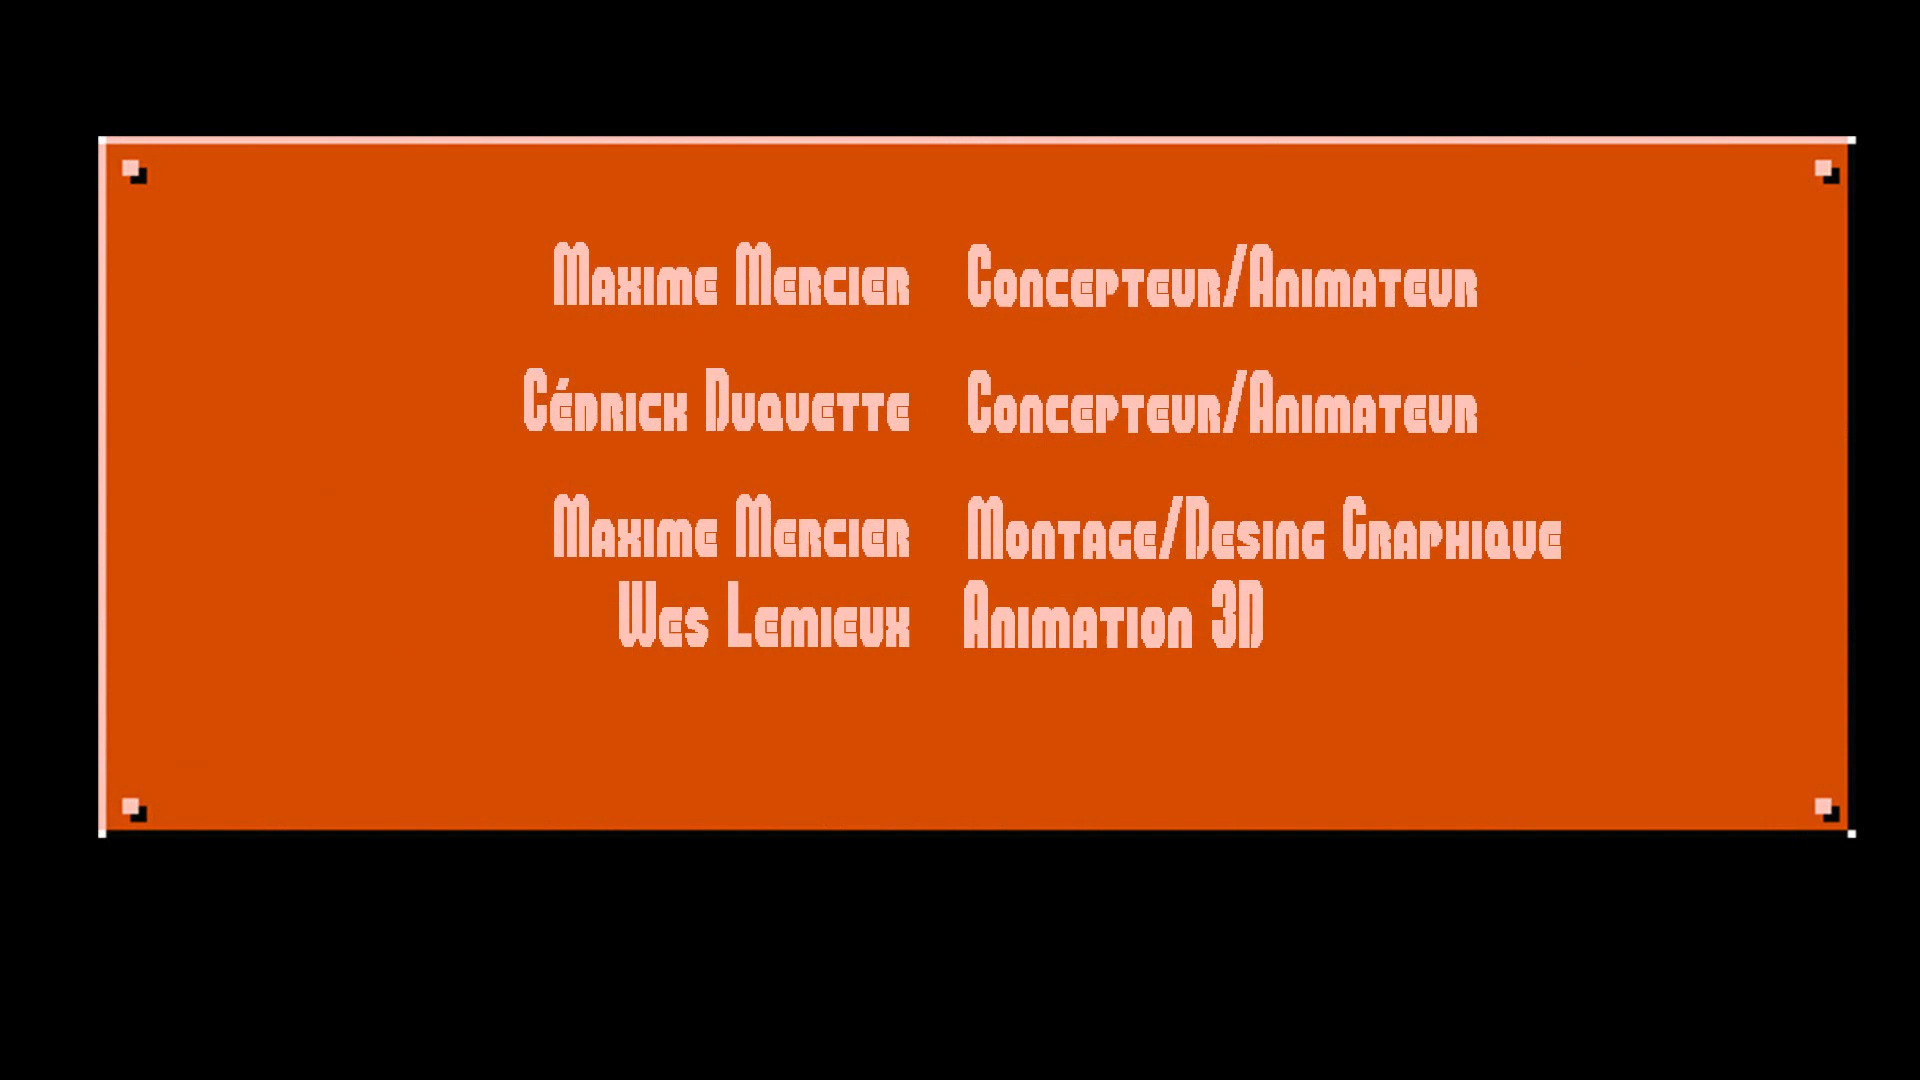 Maxime Mercier Concepteur/Animateur
Cédrick Duquette Concepteur/Animateur
Maxime Mercier Montage/Desing Graphique
Wes Lemieux Animation 3D